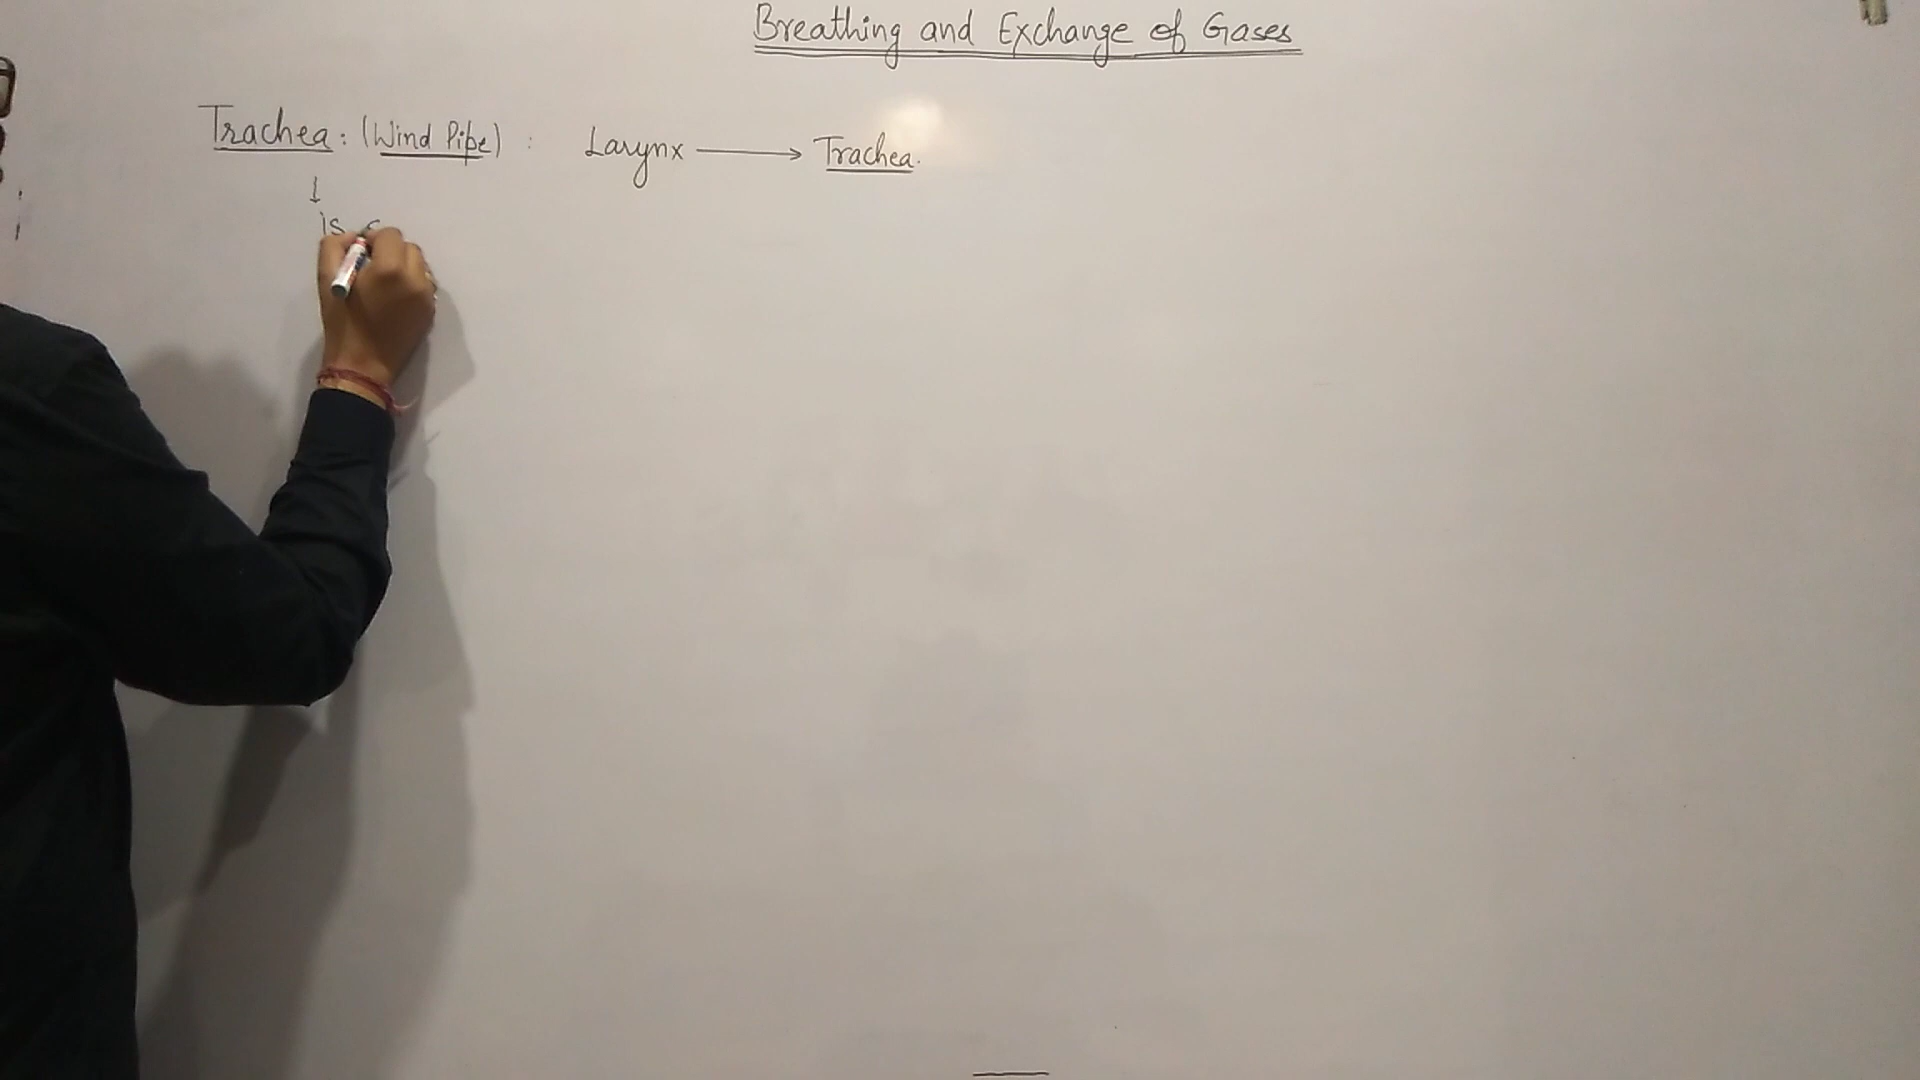 Breathing and Exchange of Gases
Trachea: (Wind Pipe) : Larynx → Trachea.
↓
is